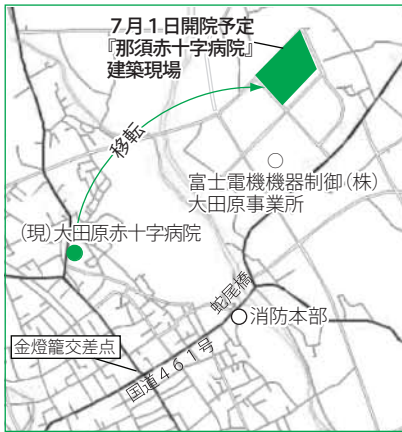 ７月１日開院予定
『那須赤十字病院』
建築現場
移転
富士電機機器制御(株)
大田原事業所
(現)大田原赤十字病院
蛇尾橋
消防本部
金燈籠交差点
国道４６１号